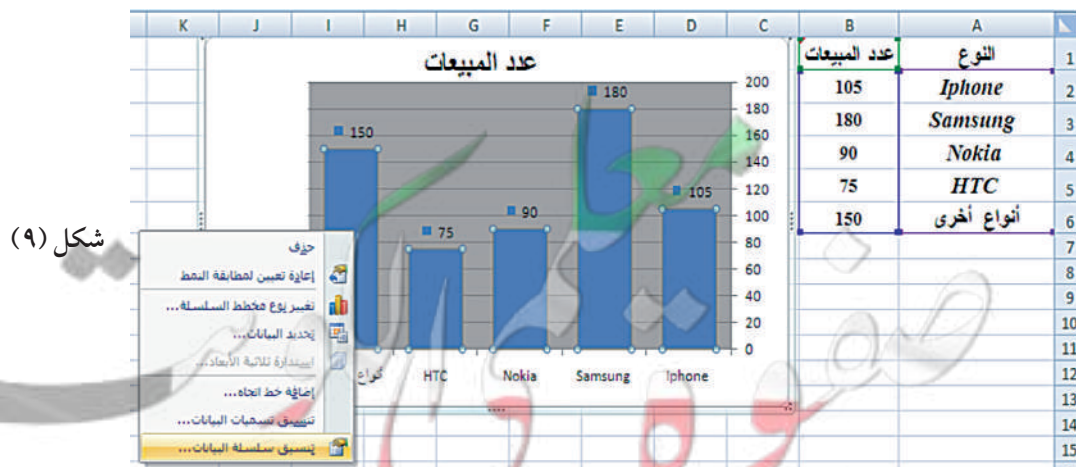 A B C D E F G H I J K
1 النوع عدد المبيعات
2 Iphone 105
3 Samsung 180
4 Nokia 90
5 HTC 75
6 أنواع أخرى 150
7
8
9
10
11
12
13
14
15
عدد المبيعات
200
180
160
140
120
100
80
60
40
20
0
105
180
90
75
150
Iphone
Samsung
Nokia
HTC
حذف
إعادة تعيين لمطابقة النمط
تغيير نوع مخطط السلسلة...
تحديد البيانات...
استدارة ثلاثية الأبعاد...
إضافة خط اتجاه...
تنسيق تسميات البيانات...
تنسيق سلسلة البيانات...
شكل (٩)